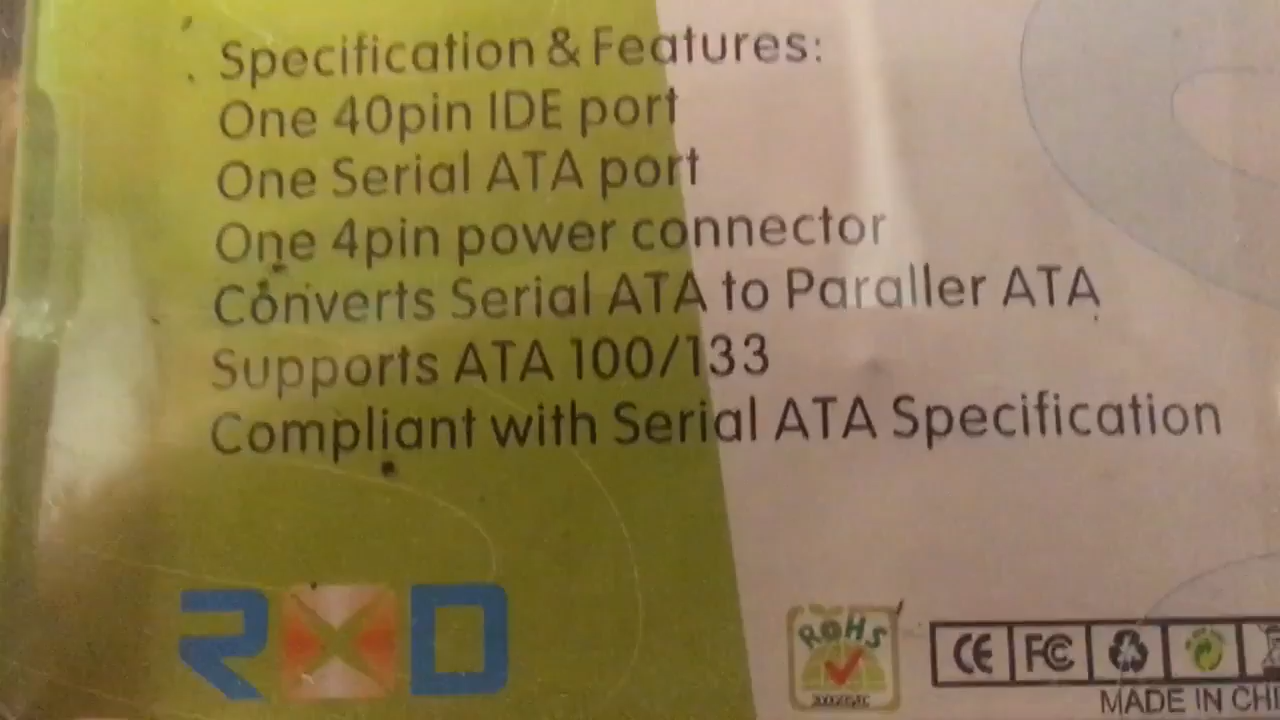 Specification & Features:
One 40pin IDE port
One Serial ATA port
One 4pin power connector
Converts Serial ATA to Paraller ATA
Supports ATA 100/133
Compliant with Serial ATA Specification
RXD
RoHS
CE FC
MADE IN CHI